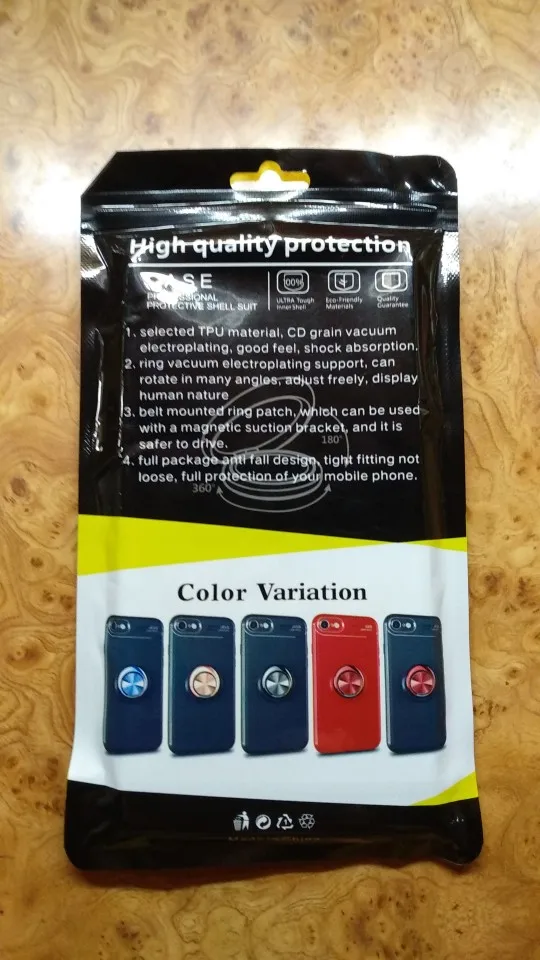 High quality protection
CASE
PROFESSIONAL
PROTECTIVE SHELL SUIT
100%
ULTRA Tough
InnerShell
Eco-Friendly
Materials
Quality
Guarantee
1. selected TPU material, CD grain vacuum
electroplating, good feel, shock absorption.
2. ring vacuum electroplating support, can
rotate in many angles, adjust freely, display
human nature
3. belt mounted ring patch, which can be used
with a magnetic suction bracket, and it is
safer to drive.
4. full package anti fall design, tight fitting not
loose, full protection of your mobile phone.
180°
360°
Color Variation